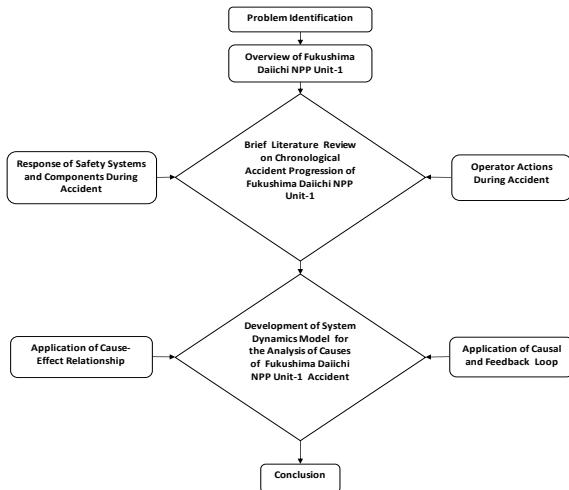 Problem Identification
Overview of Fukushima
Daiichi NPP Unit-1
Brief Literature Review
on Chronological
Accident Progression of
Fukushima Daiichi NPP
Unit-1
Response of Safety Systems
and Components During
Accident
Operator Actions
During Accident
Development of System
Dynamics Model for
the Analysis of Causes
of Fukushima Daiichi
NPP Unit-1 Accident
Application of Cause-
Effect Relationship
Application of Causal
and Feedback Loop
Conclusion